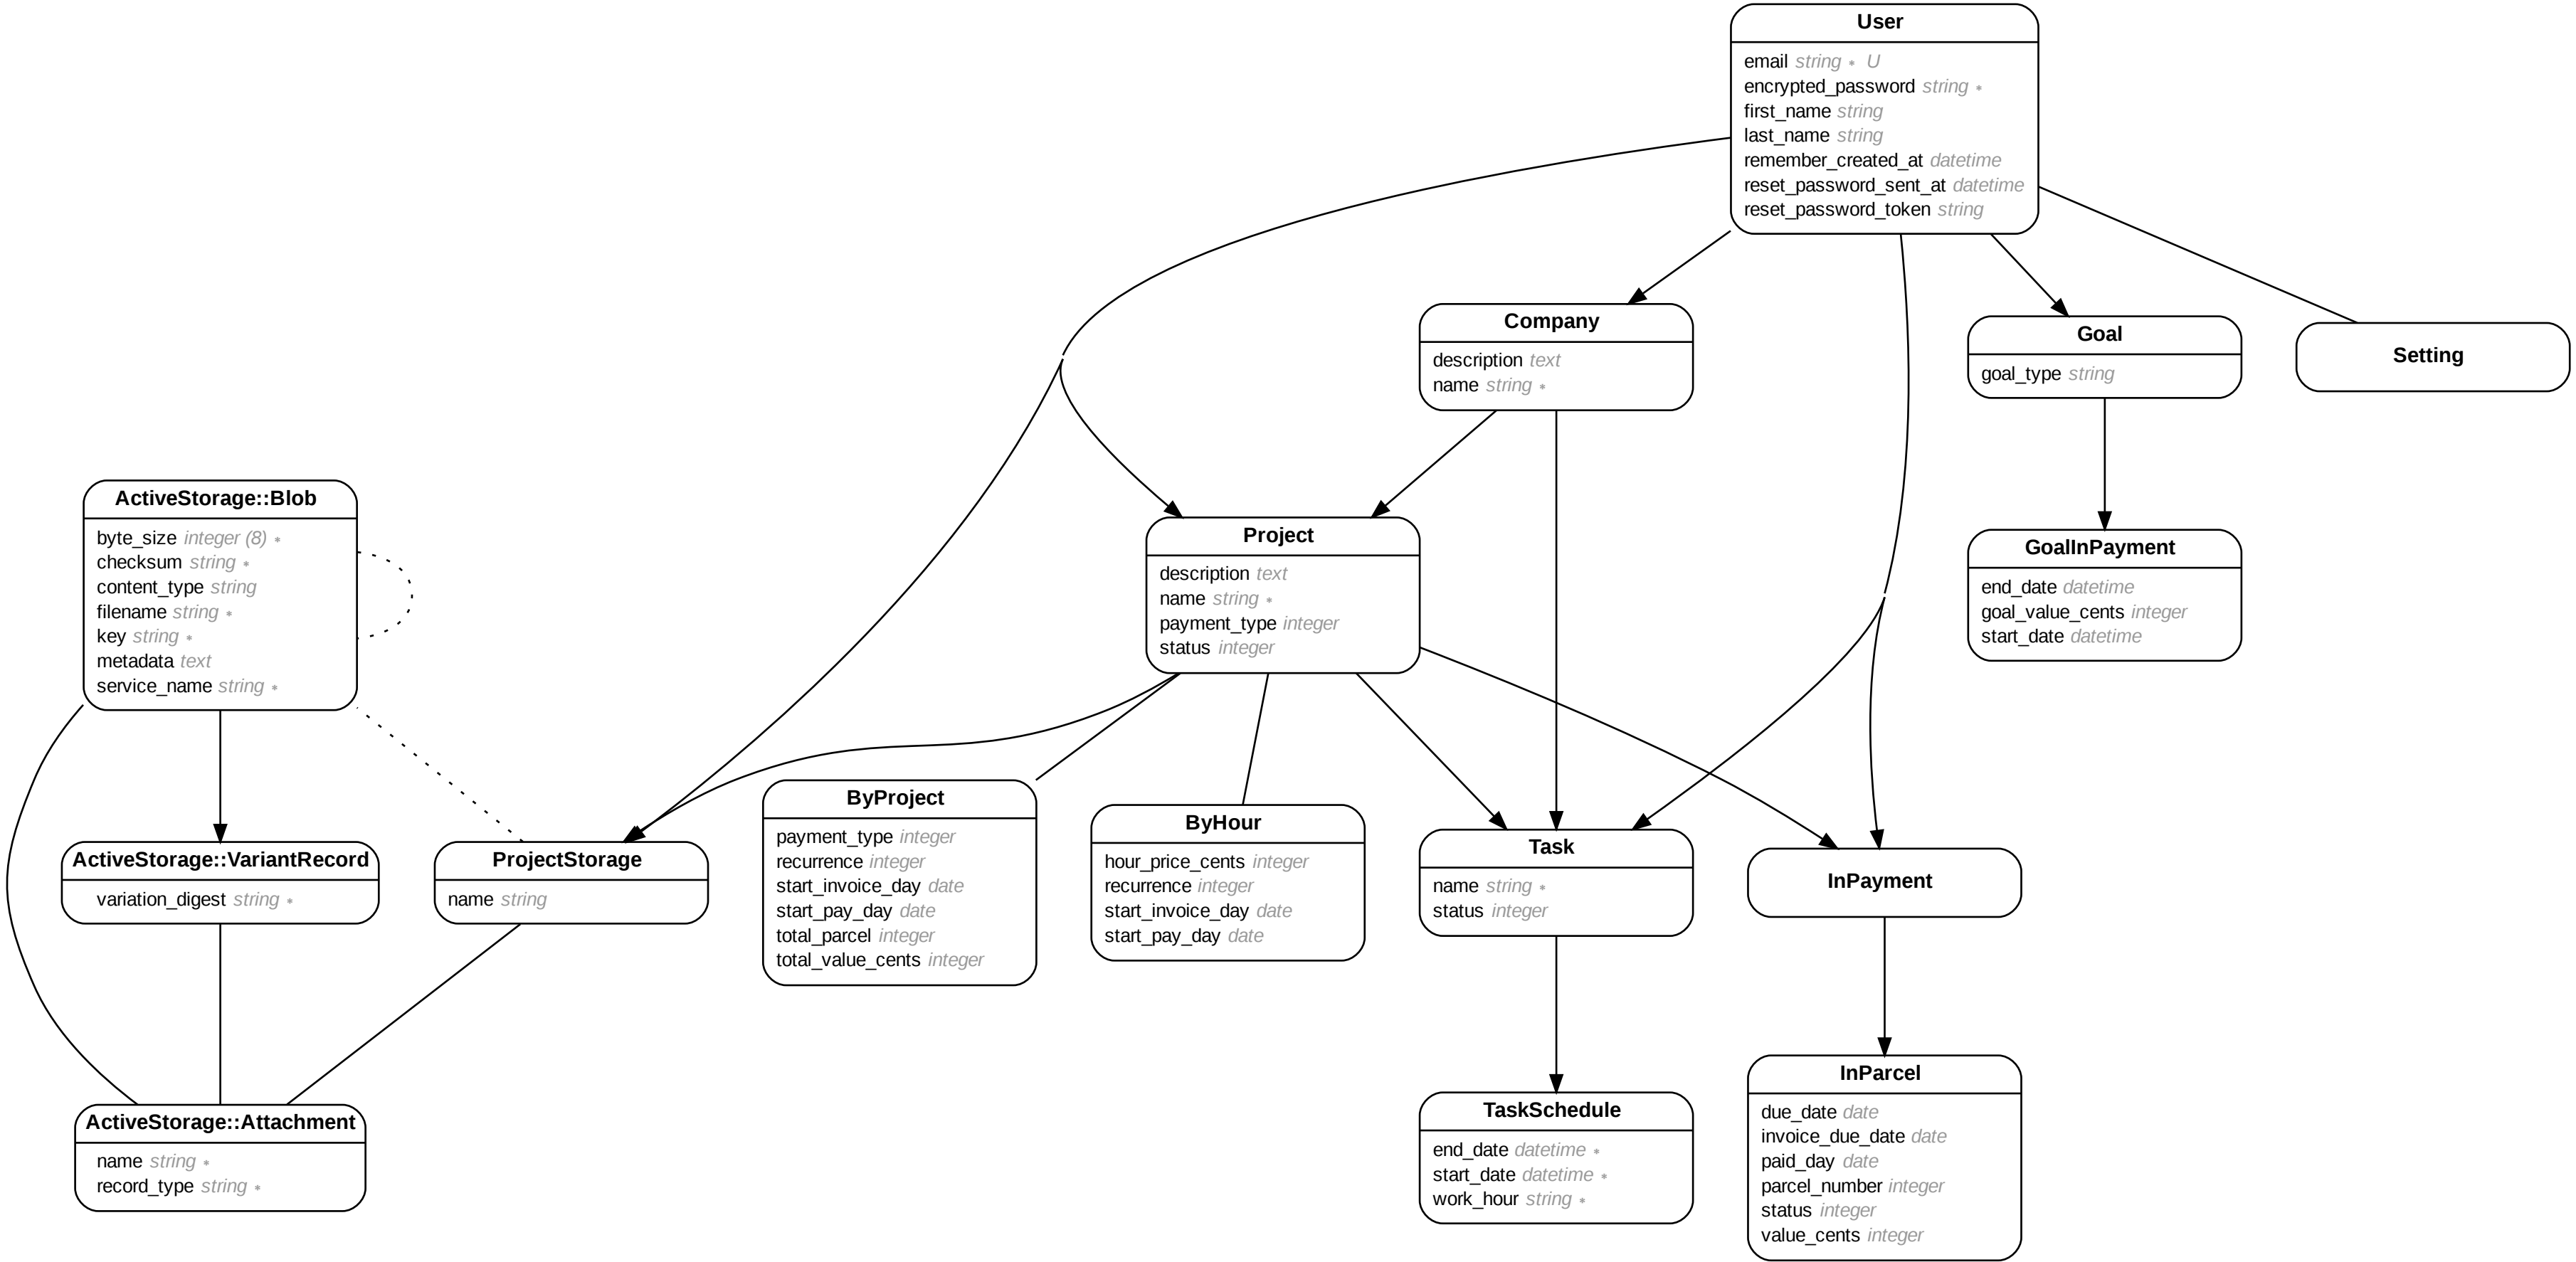 User
email string * U
encrypted_password string *
first_name string
last_name string
remember_created_at datetime
reset_password_sent_at datetime
reset_password_token string
Company
description text
name string *
Goal
goal_type string
Setting
ActiveStorage::Blob
byte_size integer (8) *
checksum string *
content_type string
filename string *
key string *
metadata text
service_name string *
Project
description text
name string *
payment_type integer
status integer
GoalInPayment
end_date datetime
goal_value_cents integer
start_date datetime
ActiveStorage::VariantRecord
variation_digest string *
ProjectStorage
name string
ByProject
payment_type integer
recurrence integer
start_invoice_day date
start_pay_day date
total_parcel integer
total_value_cents integer
ByHour
hour_price_cents integer
recurrence integer
start_invoice_day date
start_pay_day date
Task
name string *
status integer
InPayment
ActiveStorage::Attachment
name string *
record_type string *
TaskSchedule
end_date datetime *
start_date datetime *
work_hour string *
InParcel
due_date date
invoice_due_date date
paid_day date
parcel_number integer
status integer
value_cents integer